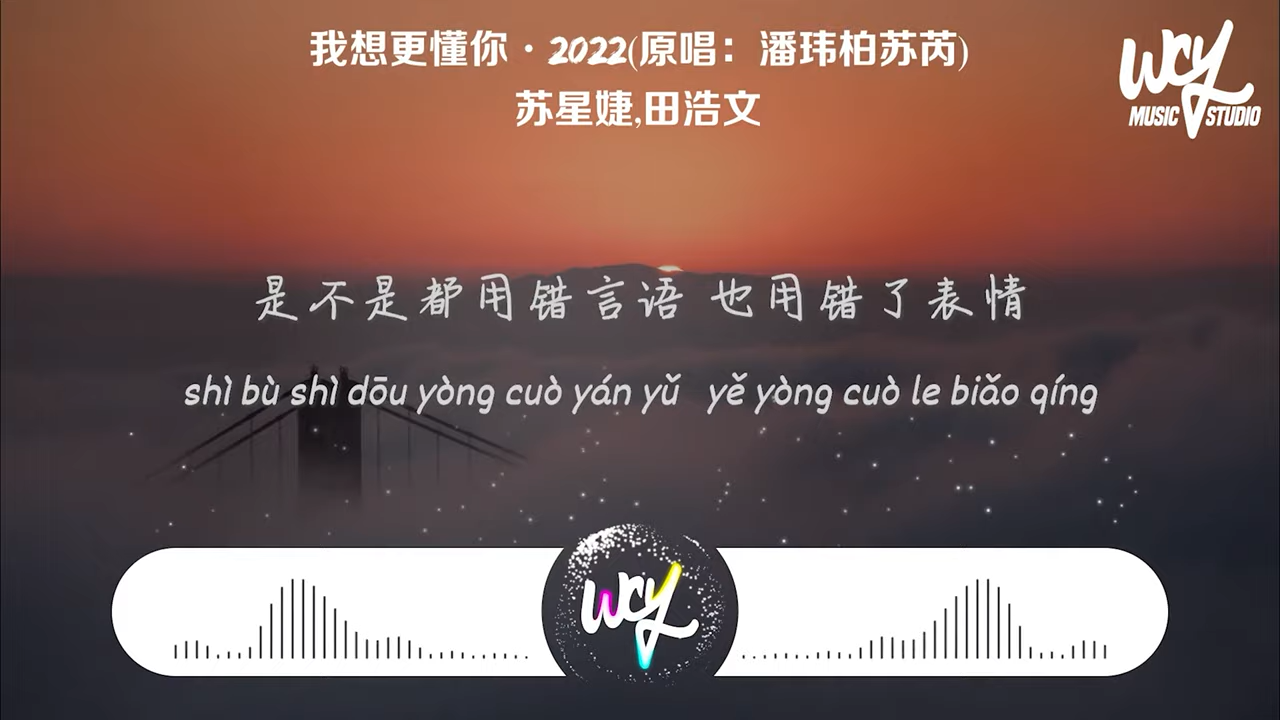 我想更懂你·2022(原唱：潘玮柏苏芮)
苏星婕,田浩文
wcy
MUSIC STUDIO
是不是都用错言语 也用错了表情
shì bù shì dōu yòng cuò yán yǔ yě yòng cuò le biǎo qíng
wcy